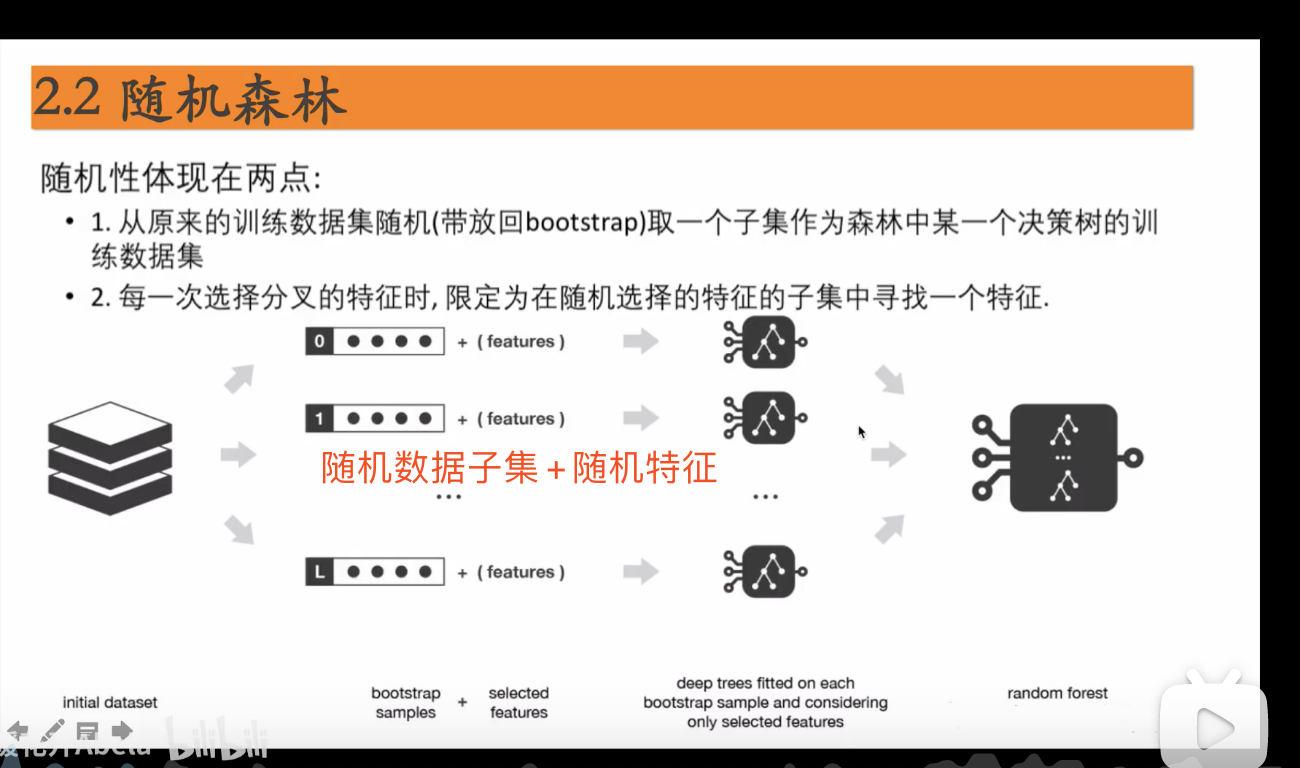 2.2 随机森林
随机性体现在两点:
• 1. 从原来的训练数据集随机(带放回bootstrap)取一个子集作为森林中某一个决策树的训
练数据集
• 2. 每一次选择分叉的特征时, 限定为在随机选择的特征的子集中寻找一个特征.
0 + ( features )
1 + ( features )
随机数据子集 + 随机特征
... ...
L + ( features )
initial dataset
bootstrap
samples
+
selected
features
deep trees fitted on each
bootstrap sample and considering
only selected features
random forest
bilibili